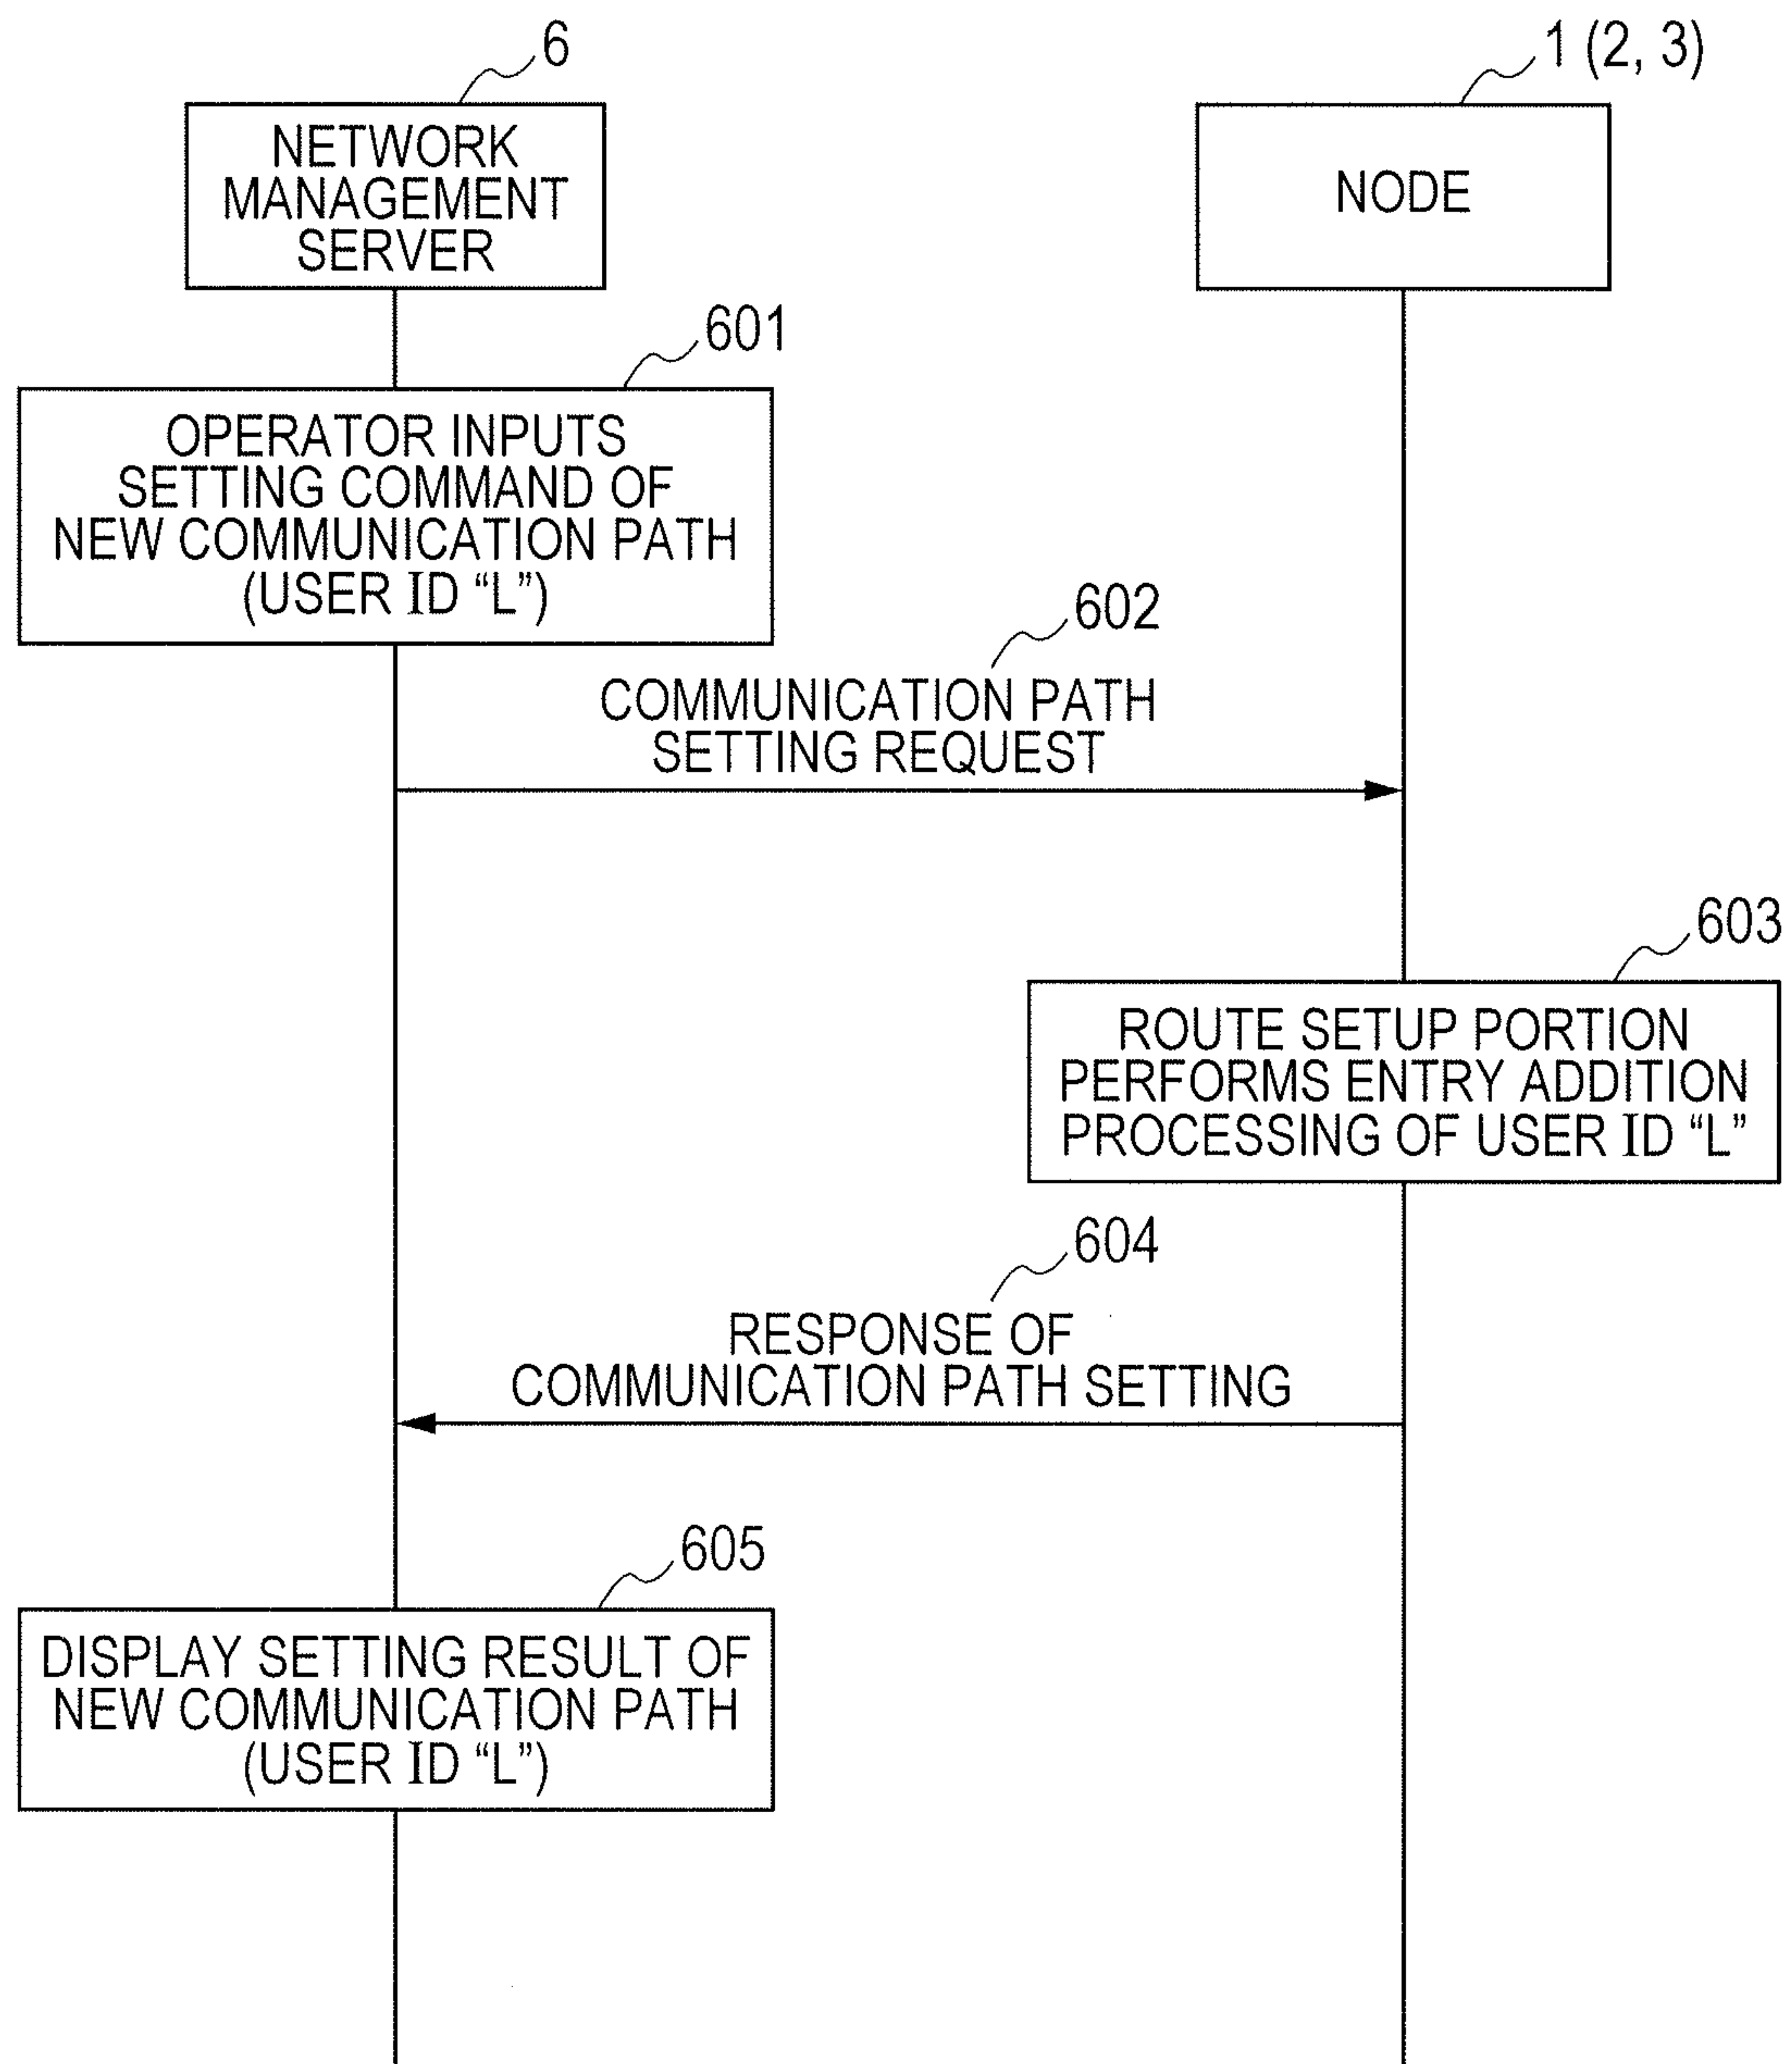 6
1 (2, 3)
NETWORK
MANAGEMENT
SERVER
NODE
601
OPERATOR INPUTS
SETTING COMMAND OF
NEW COMMUNICATION PATH
(USER ID “L”)
602
COMMUNICATION PATH
SETTING REQUEST
603
ROUTE SETUP PORTION
PERFORMS ENTRY ADDITION
PROCESSING OF USER ID “L”
604
RESPONSE OF
COMMUNICATION PATH SETTING
605
DISPLAY SETTING RESULT OF
NEW COMMUNICATION PATH
(USER ID “L”)